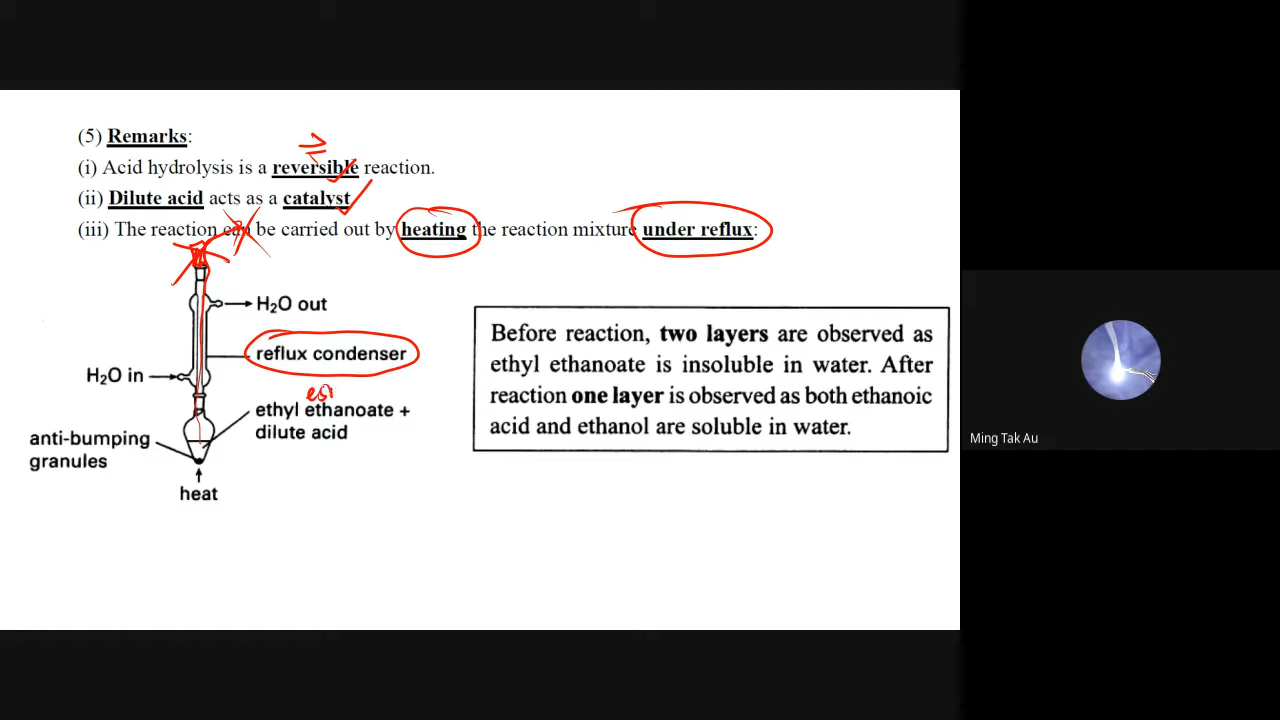 (5) Remarks:
⇌
(i) Acid hydrolysis is a reversible reaction.
(ii) Dilute acid acts as a catalyst
(iii) The reaction can be carried out by heating the reaction mixture under reflux:
H₂O out
reflux condenser
H₂O in
ethyl ethanoate +
dilute acid
anti-bumping
granules
heat
Before reaction, two layers are observed as
ethyl ethanoate is insoluble in water. After
reaction one layer is observed as both ethanoic
acid and ethanol are soluble in water.
Ming Tak Au